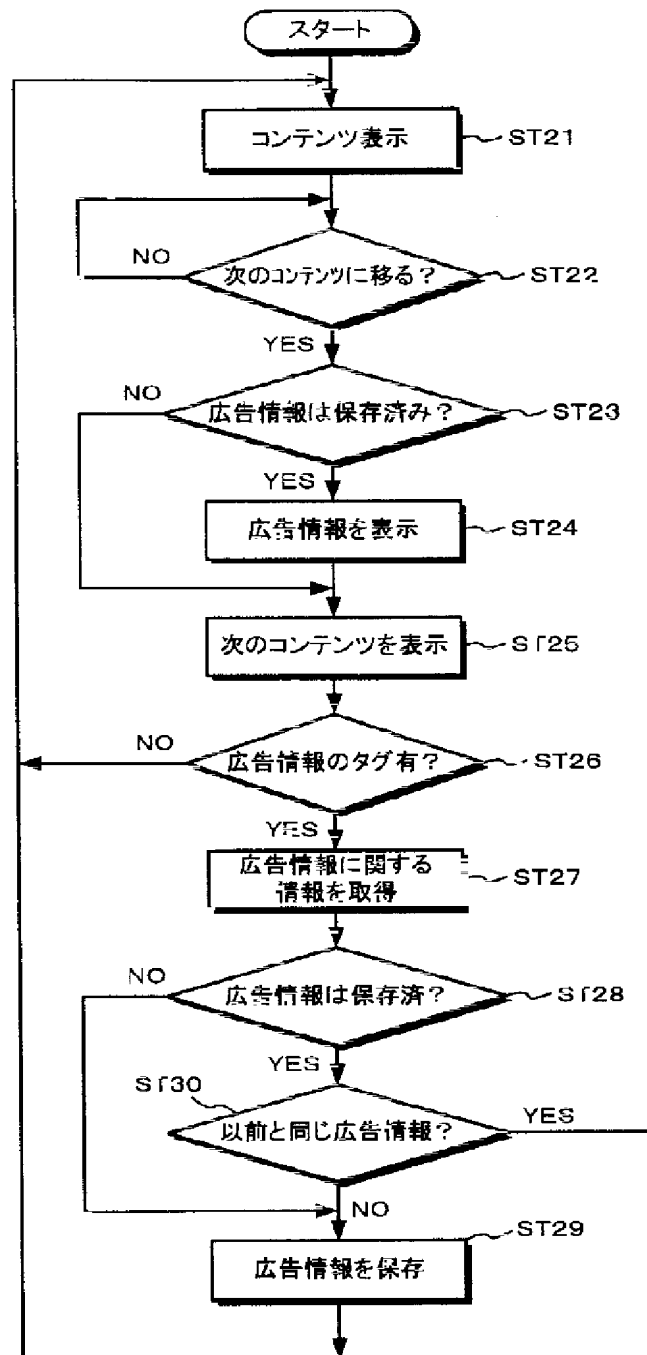 スタート
コンテンツ表示
ST21
次のコンテンツに移る?
ST22
NO
YES
広告情報は保存済み?
ST23
NO
YES
広告情報を表示
ST24
次のコンテンツを表示
ST25
広告情報のタグ有?
ST26
NO
YES
広告情報に関する
情報を取得
ST27
広告情報は保存済?
ST28
NO
YES
ST30
以前と同じ広告情報?
YES
NO
ST29
広告情報を保存